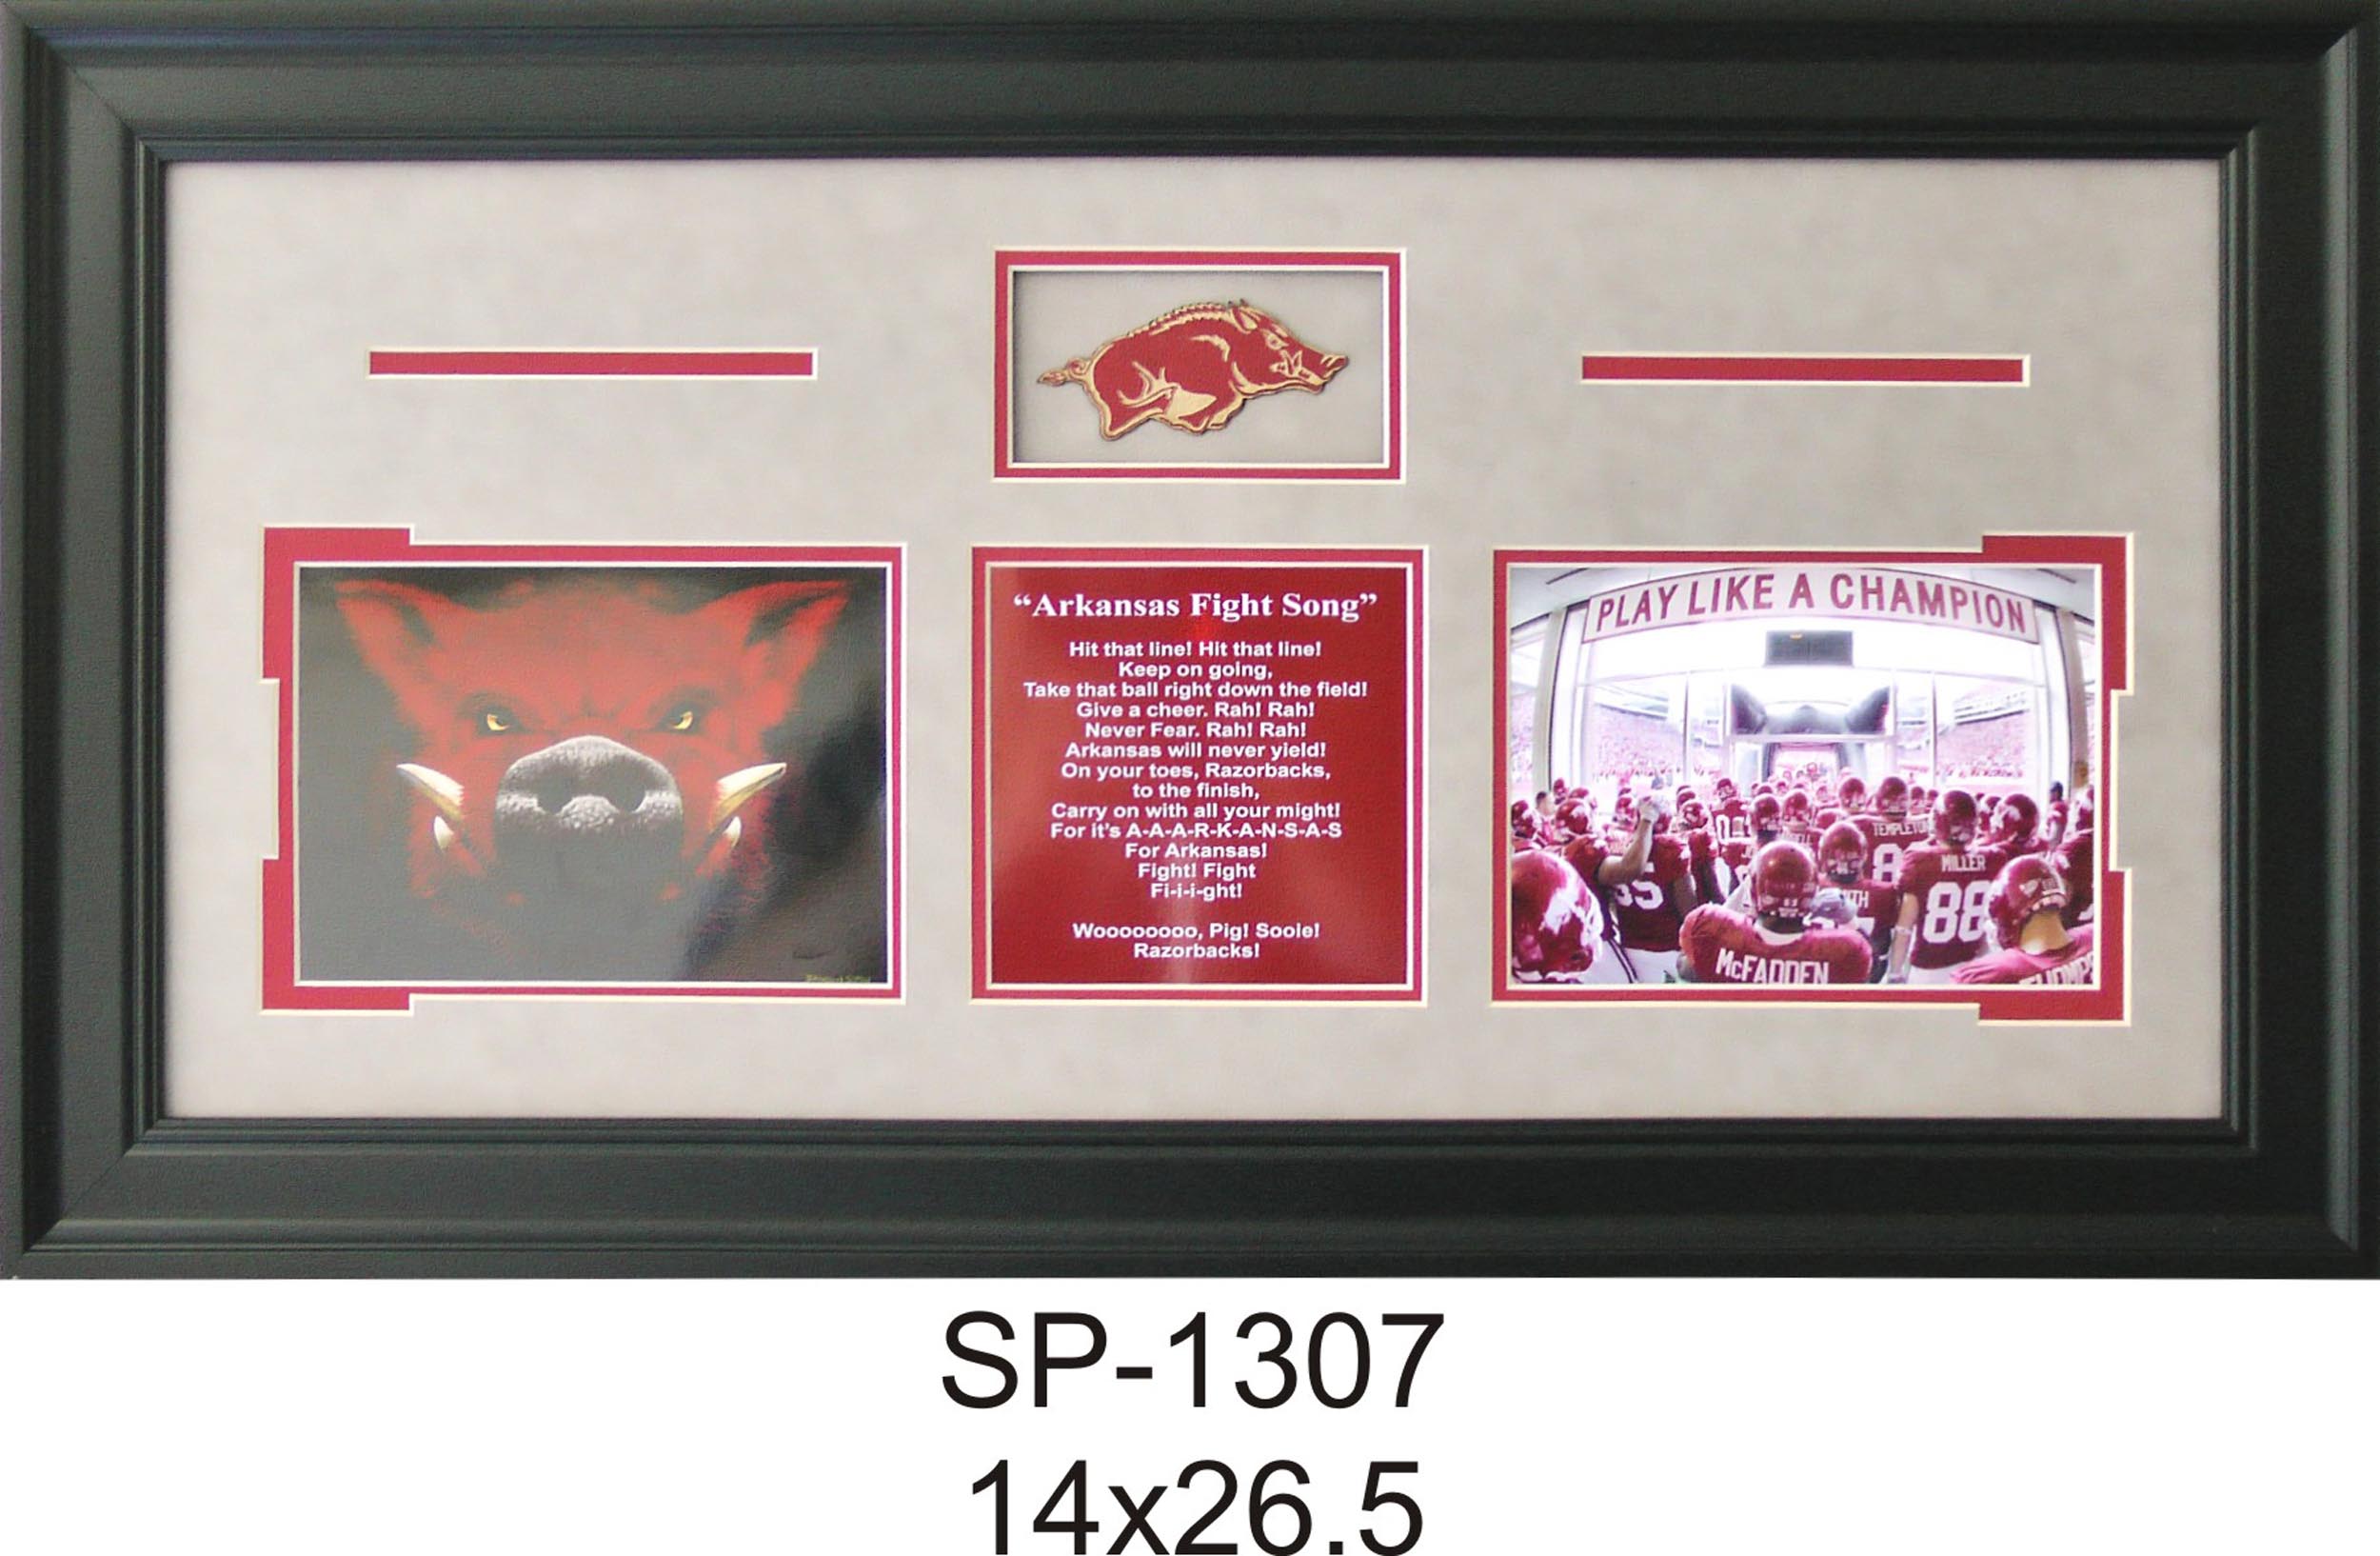 “Arkansas Fight Song”
Hit that line! Hit that line!
Keep on going,
Take that ball right down the field!
Give a cheer. Rah! Rah!
Never Fear. Rah! Rah!
Arkansas will never yield!
On your toes, Razorbacks,
to the finish,
Carry on with all your might!
For it's A-A-A-R-K-A-N-S-A-S
For Arkansas!
Fight! Fight
Fi-i-i-ght!
Woooooooo, Pig! Sooie!
Razorbacks!
PLAY LIKE A CHAMPION
TEMPLETON
MILLER
88
McFADDEN
SP-1307
14x26.5